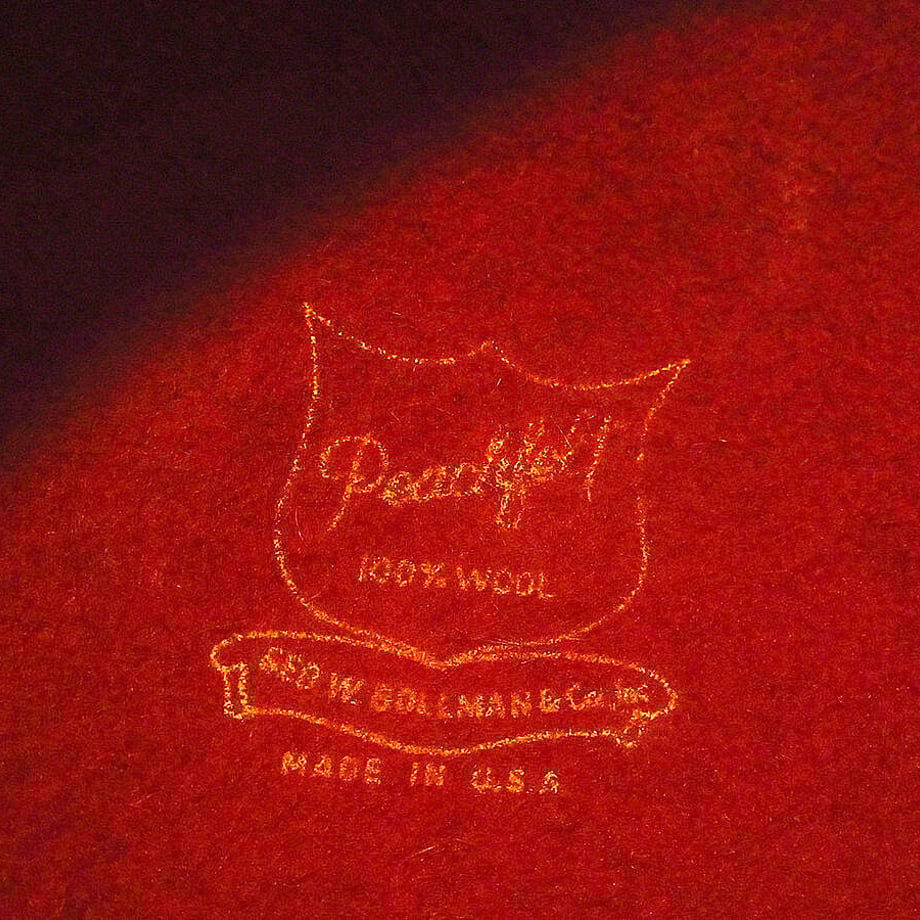 100% WOOL
GEO W. BOLLMAN & Co., Inc
MADE IN U.S.A